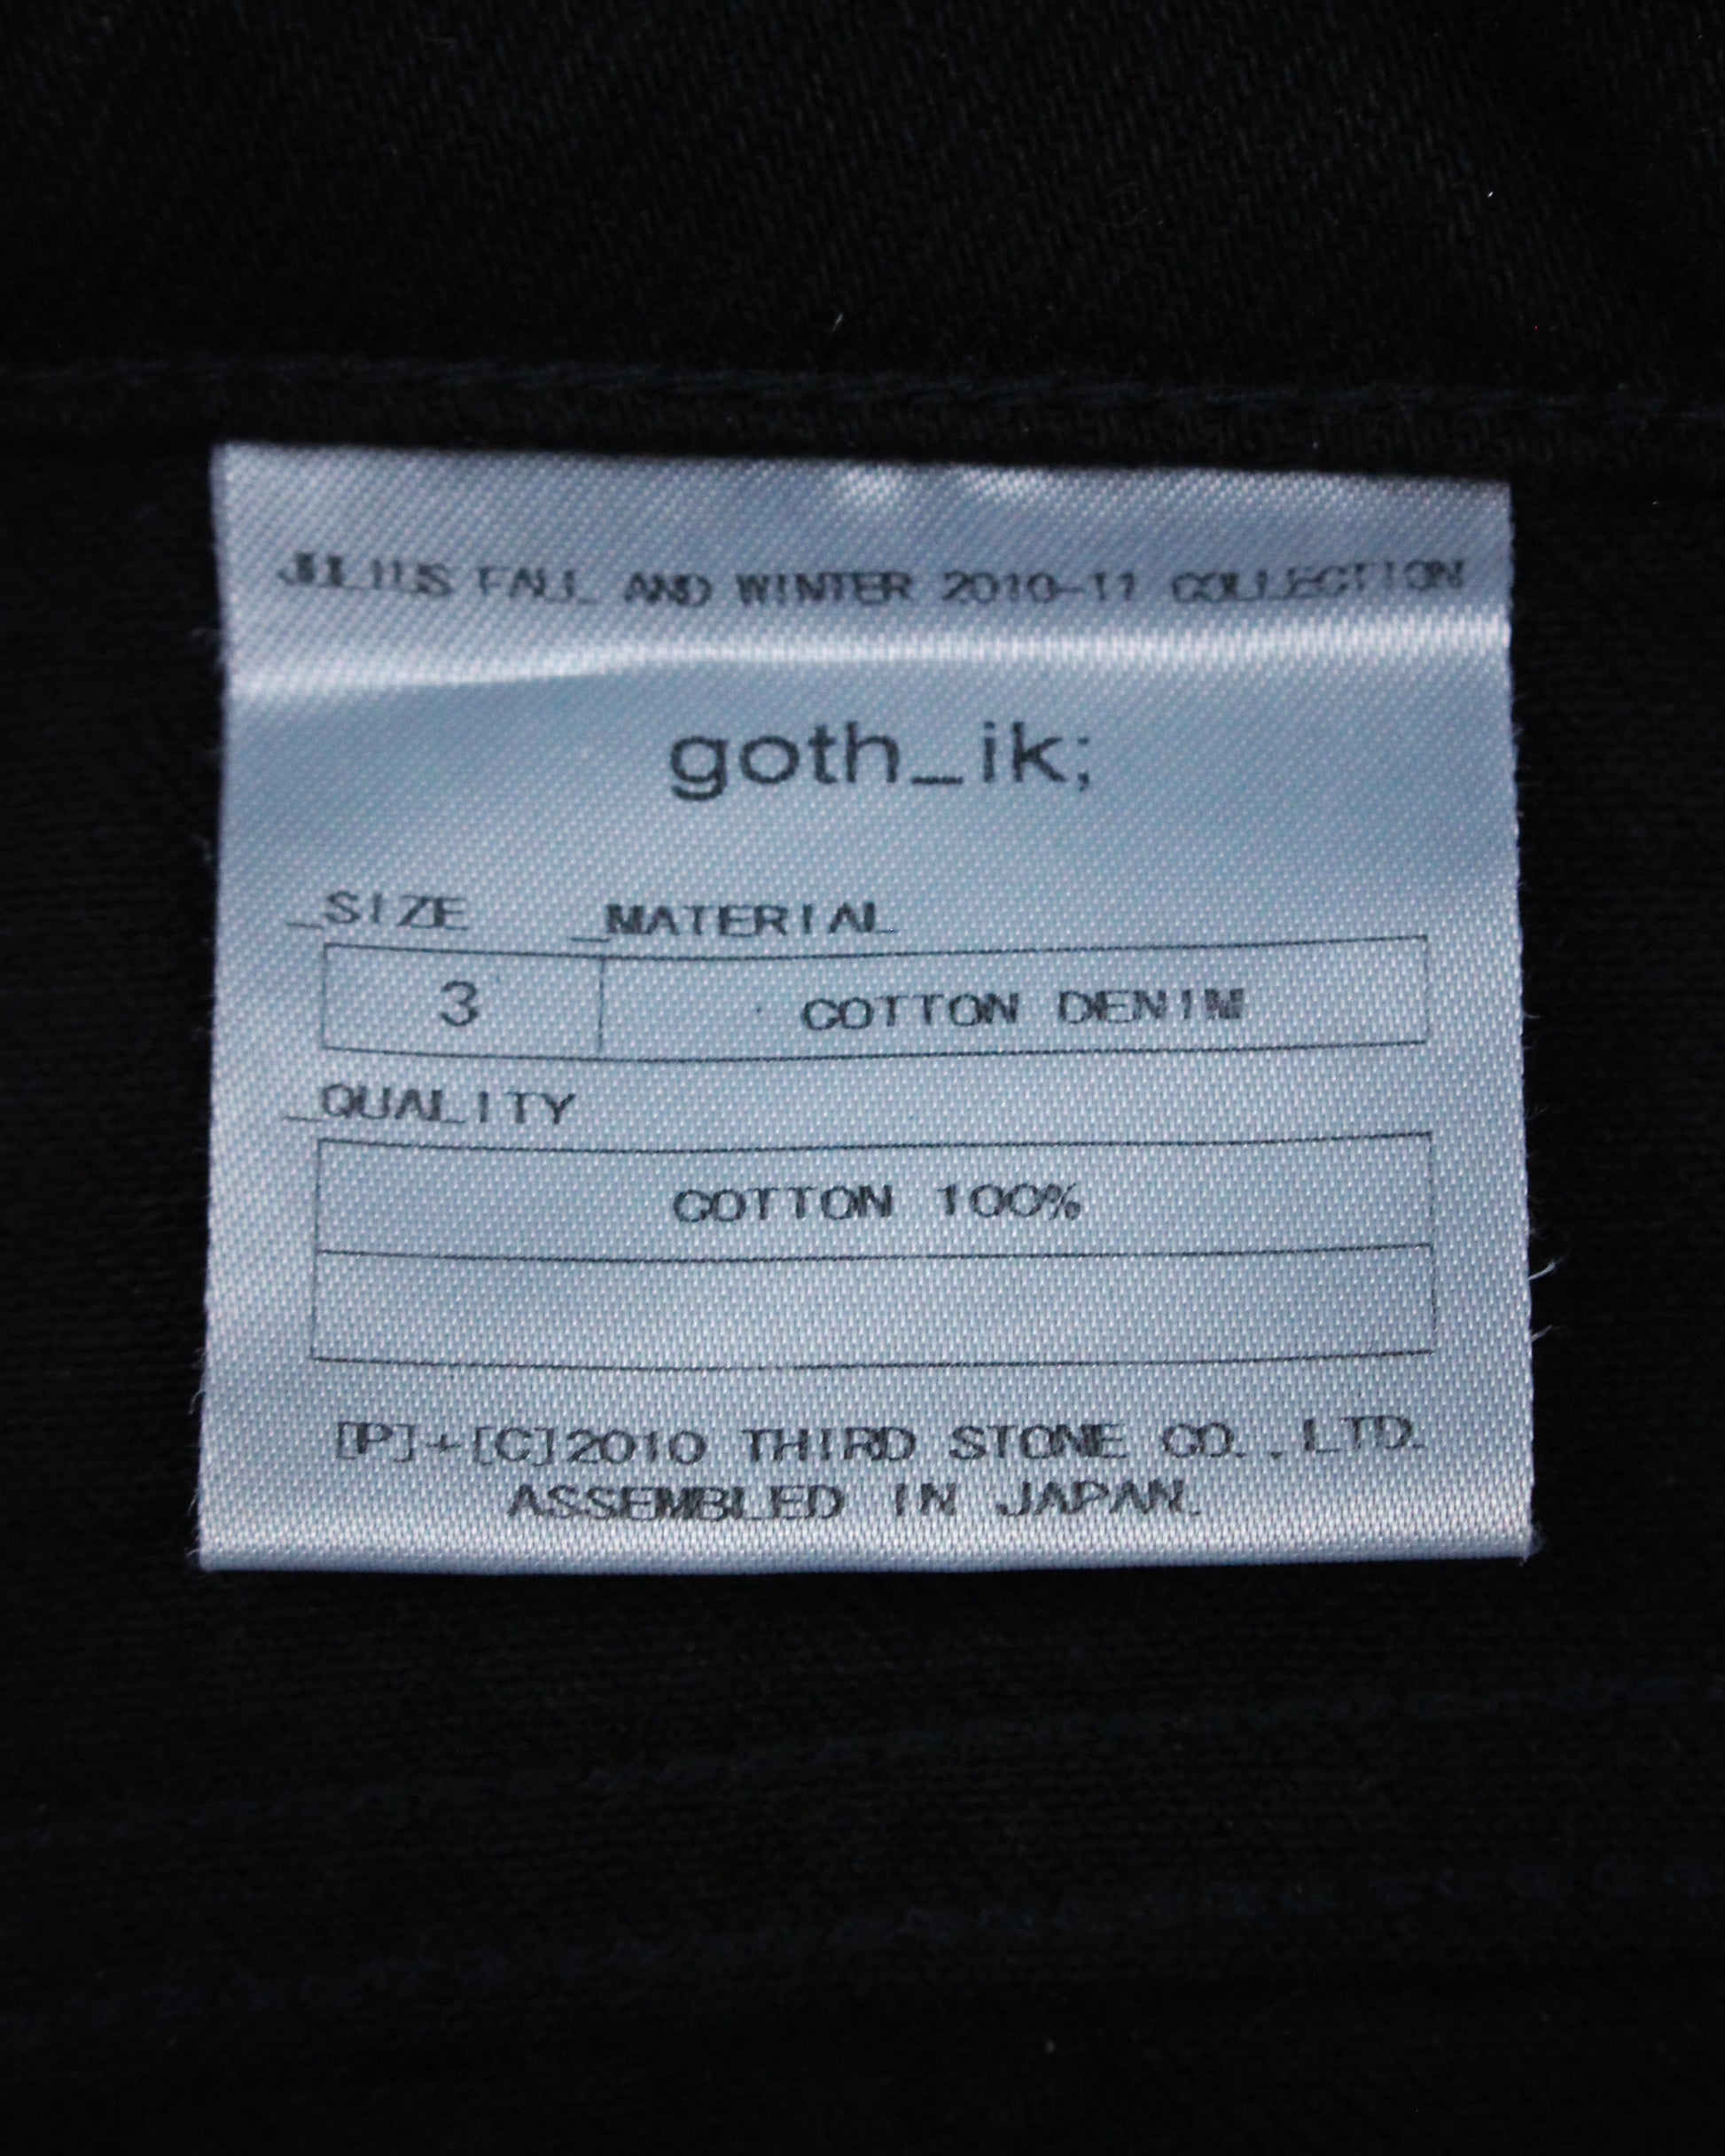 JULIUS FALL AND WINTER 2010-11 COLLECTION
goth_ik;
_SIZE _MATERIAL
3 COTTON DENIM
_QUALITY
COTTON 100%
[P]+[C]2010 THIRD STONE CO.,LTD.
ASSEMBLED IN JAPAN.